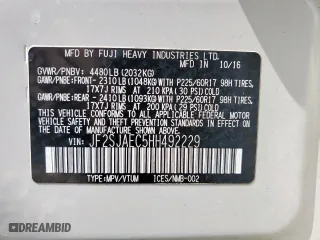 MFD. BY FUJI HEAVY INDUSTRIES LTD. 10/16
GVWR/PNBV: 4480LB(2032KG)
GAWR/PNBE:FRONT- 2310LB(1048KG)WITH P225/60R17 98H TIRES,
17X7J RIMS AT 210 KPA( 30 PSI)COLD
GAWR/PNBE:REAR - 2410LB(1093KG)WITH P225/60R17 98H TIRES,
17X7J RIMS AT 200 KPA( 29 PSI)COLD
THIS VEHICLE CONFORMS TO ALL APPLICABLE FEDERAL MOTOR VEHICLE SAFETY AND THEFT PREVENTION STANDARDS IN EFFECT ON THE DATE OF MANUFACTURE SHOWN ABOVE.
VIN: JF2SJAEC5HH492229
TYPE:MPV/VTUM ICES/NMB-002
DEALER AUCTION HISTORY
© bidfax